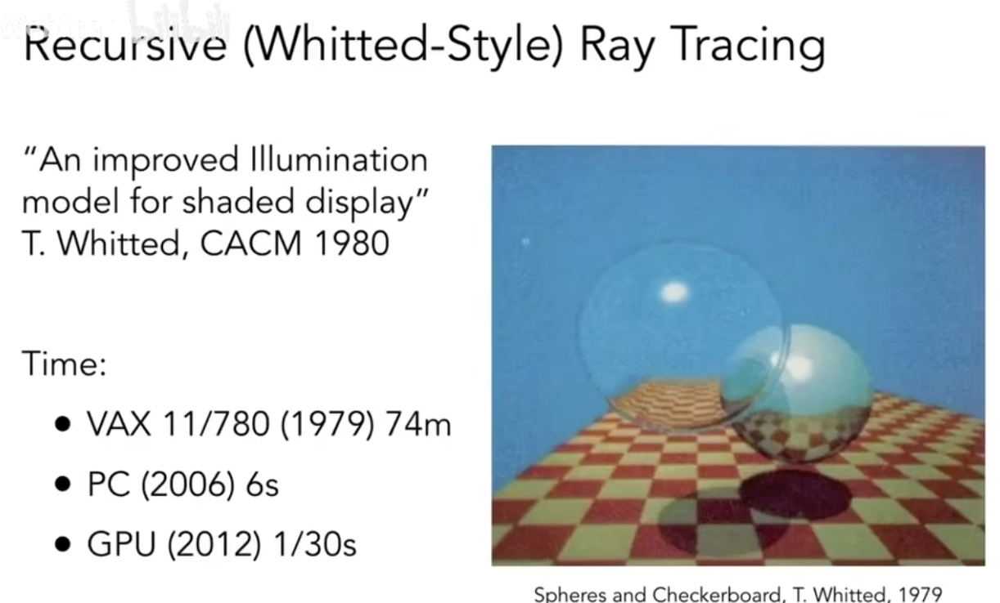 Recursive (Whitted-Style) Ray Tracing
“An improved Illumination
model for shaded display”
T. Whitted, CACM 1980
Time:
• VAX 11/780 (1979) 74m
• PC (2006) 6s
• GPU (2012) 1/30s
Spheres and Checkerboard, T. Whitted, 1979